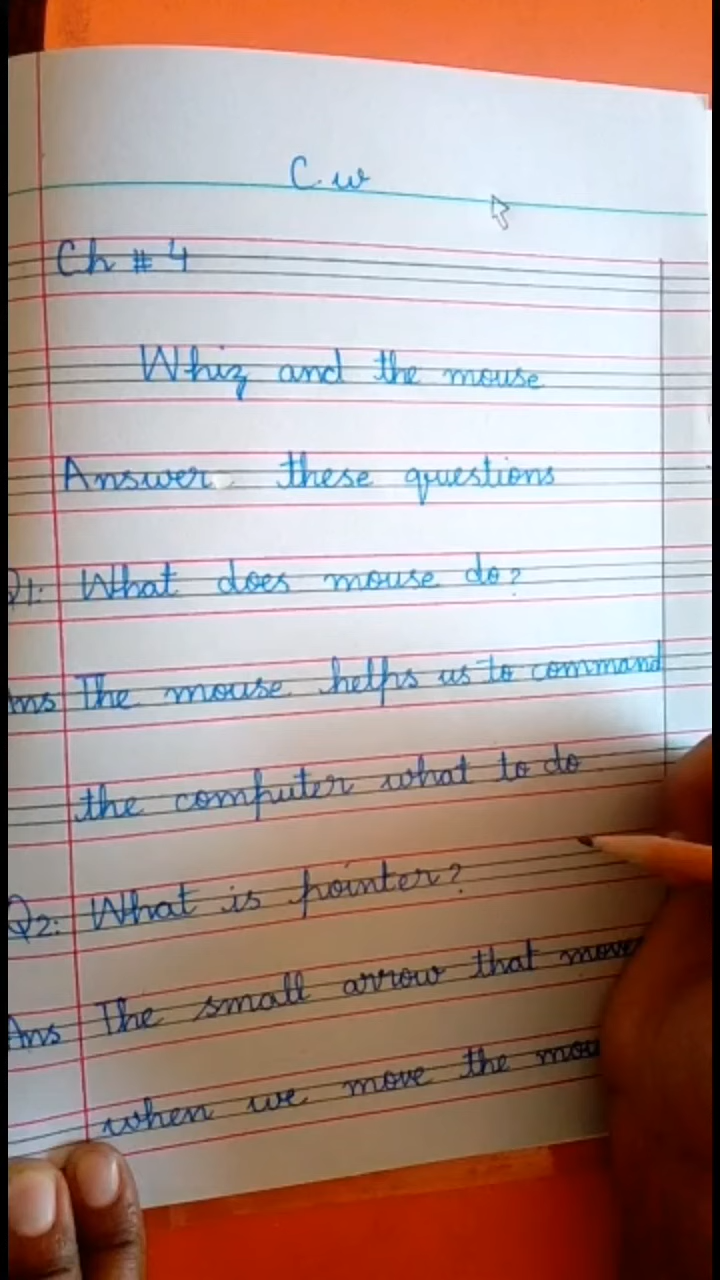 C.w
Ch # 4
Whiz and the mouse
Answer these questions
Q1: What does mouse do?
Ans The mouse helps us to command
the computer what to do
Q2: What is pointer?
Ans The small arrow that move
when we move the mou